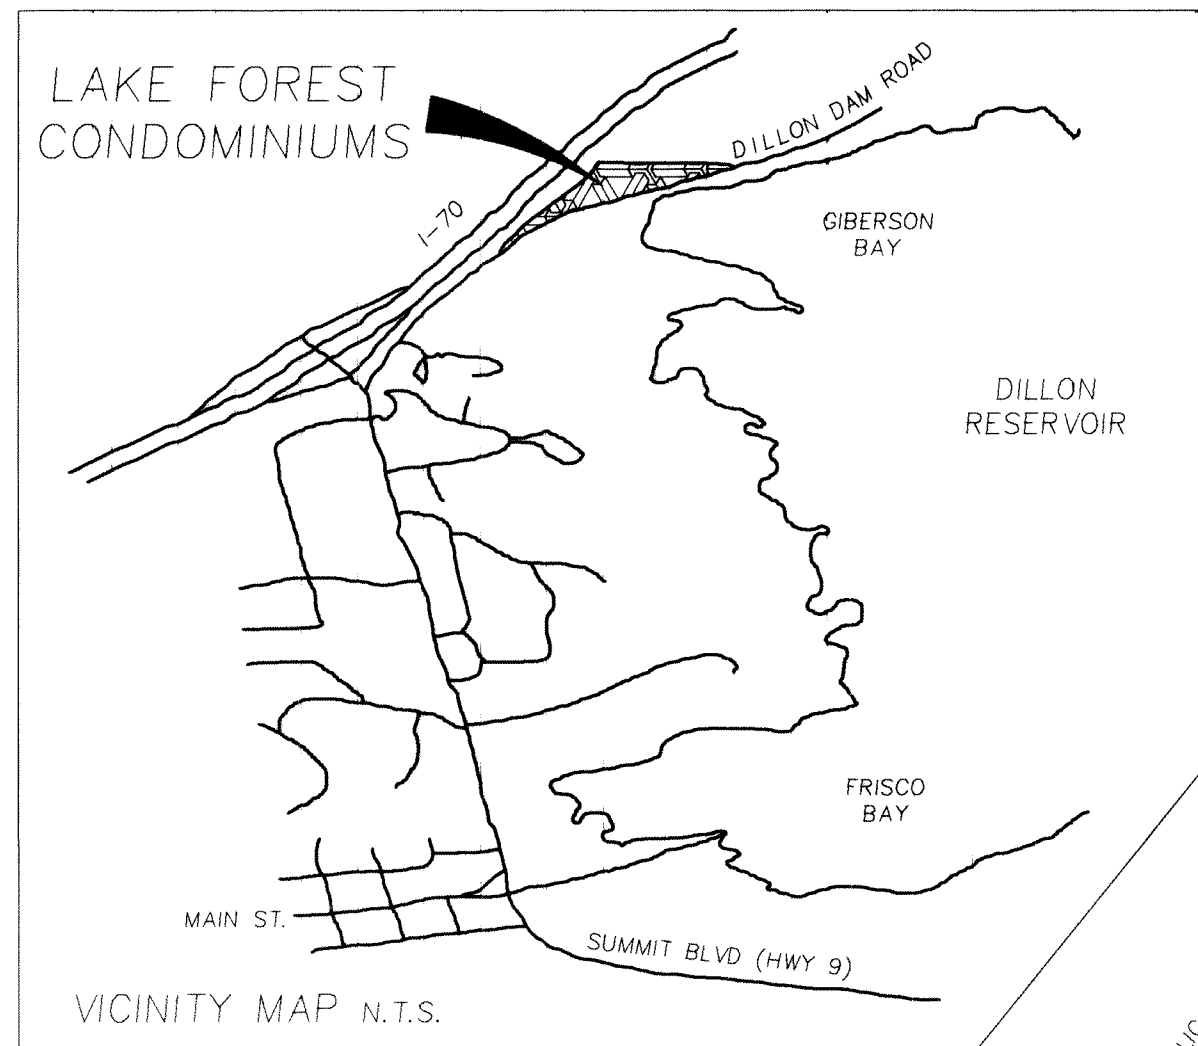 LAKE FOREST
CONDOMINIUMS
DILLON DAM ROAD
I-70
GIBERSON
BAY
DILLON
RESERVOIR
FRISCO
BAY
MAIN ST.
SUMMIT BLVD (HWY 9)
VICINITY MAP N.T.S.